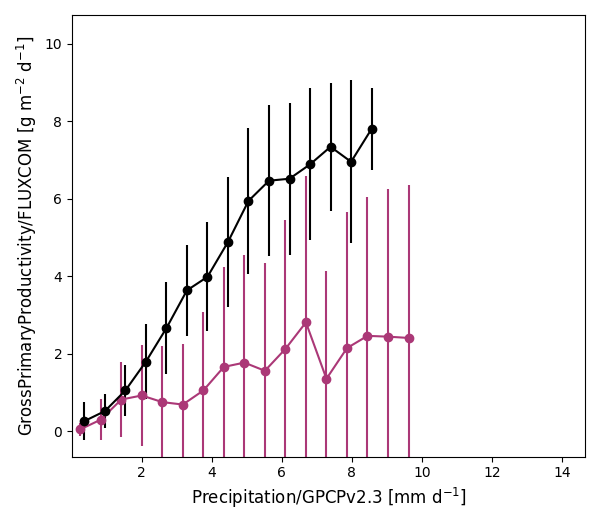 10
8
6
4
2
0
GrossPrimaryProductivity/FLUXCOM [g m⁻² d⁻¹]
2 4 6 8 10 12 14
Precipitation/GPCPv2.3 [mm d⁻¹]